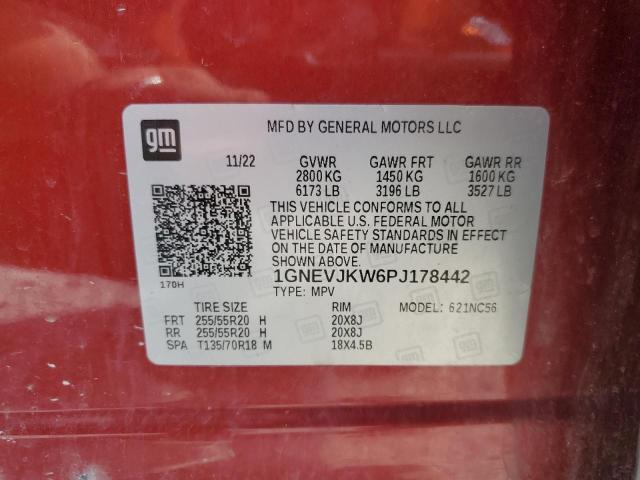 gm
MFD BY GENERAL MOTORS LLC
11/22 GVWR GAWR FRT GAWR RR
2800 KG 1450 KG 1600 KG
6173 LB 3196 LB 3527 LB
THIS VEHICLE CONFORMS TO ALL
APPLICABLE U.S. FEDERAL MOTOR
VEHICLE SAFETY STANDARDS IN EFFECT
ON THE DATE OF MANUFACTURE
SHOWN ABOVE.
1GNEVJKW6PJ178442
170H
TYPE: MPV
TIRE SIZE RIM MODEL: 621NC56
FRT 255/55R20 H 20X8J
RR 255/55R20 H 20X8J
SPA T135/70R18 M 18X4.5B